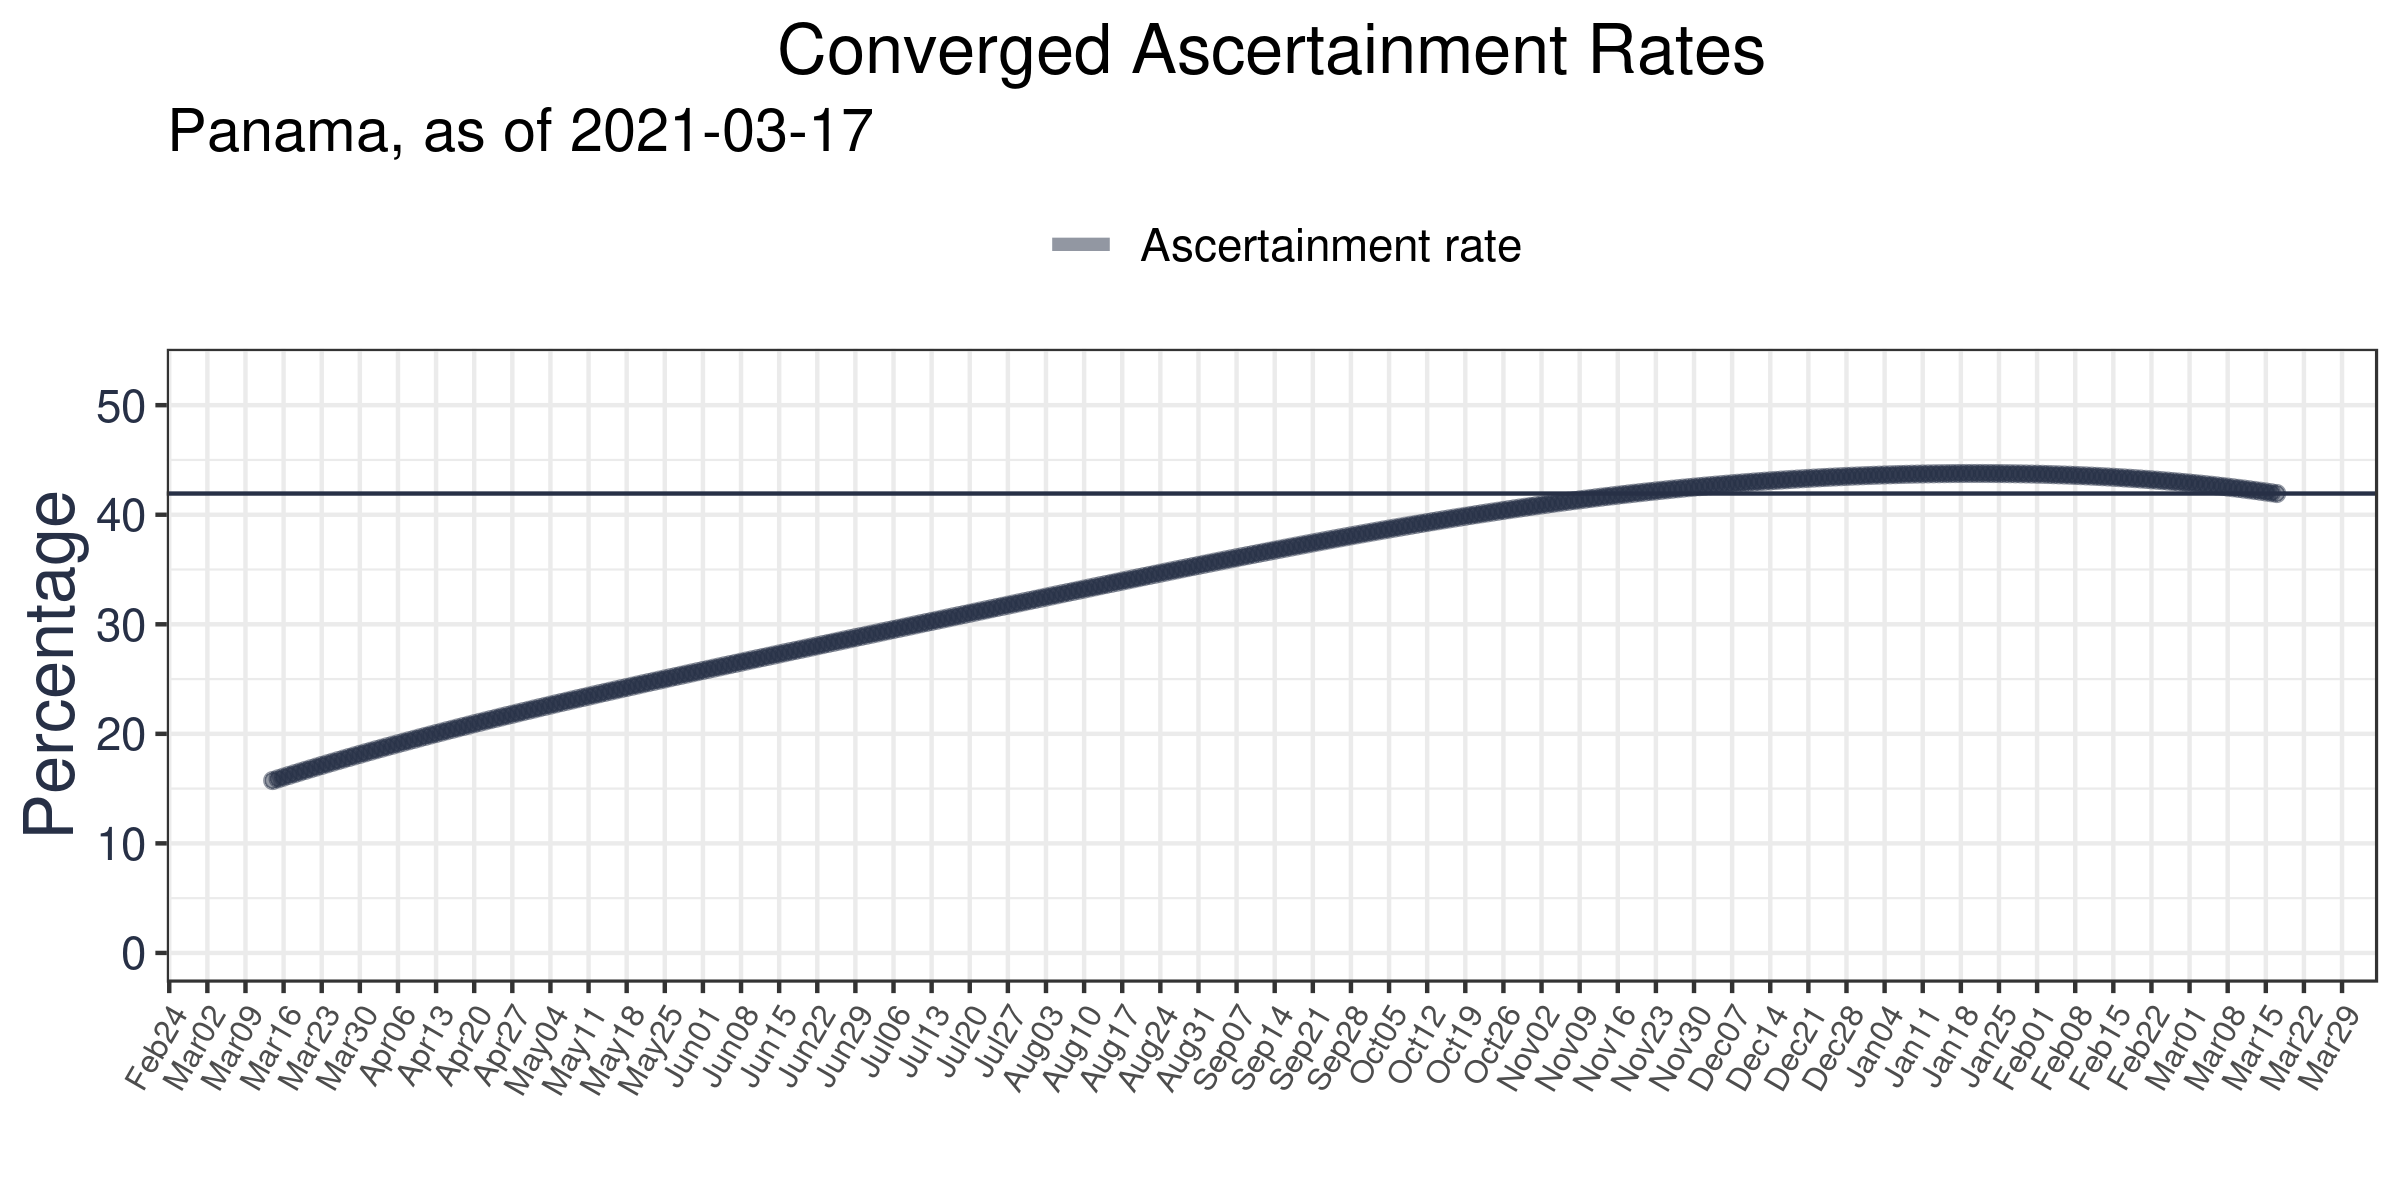 Converged Ascertainment Rates
Panama, as of 2021-03-17
Ascertainment rate
Percentage
50
40
30
20
10
0
Feb24
Mar02
Mar09
Mar16
Mar23
Mar30
Apr06
Apr13
Apr20
Apr27
May04
May11
May18
May25
Jun01
Jun08
Jun15
Jun22
Jun29
Jul06
Jul13
Jul20
Jul27
Aug03
Aug10
Aug17
Aug24
Aug31
Sep07
Sep14
Sep21
Sep28
Oct05
Oct12
Oct19
Oct26
Nov02
Nov09
Nov16
Nov23
Nov30
Dec07
Dec14
Dec21
Dec28
Jan04
Jan11
Jan18
Jan25
Feb01
Feb08
Feb15
Feb22
Mar01
Mar08
Mar15
Mar22
Mar29